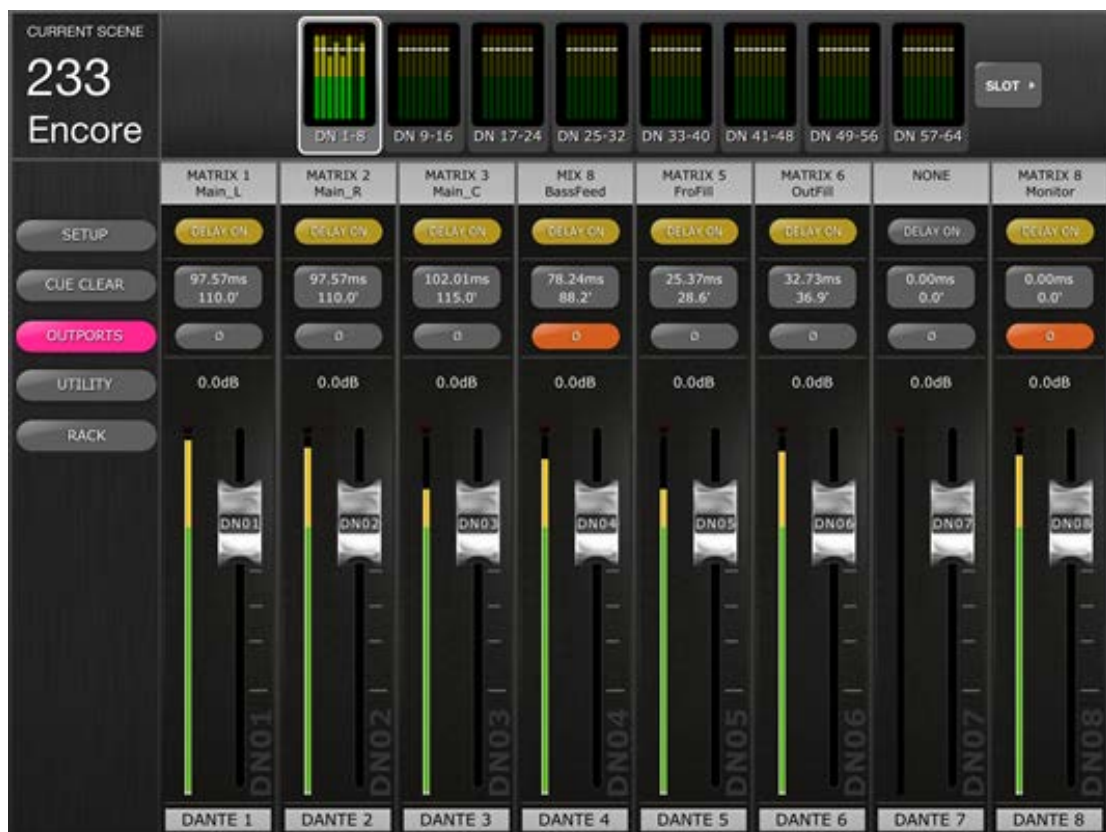 CURRENT SCENE
233
Encore
DN 1-8 DN 9-16 DN 17-24 DN 25-32 DN 33-40 DN 41-48 DN 49-56 DN 57-64
SLOT
MATRIX 1 MATRIX 2 MATRIX 3 MIX 8 MATRIX 5 MATRIX 6 NONE MATRIX 8
Main_L Main_R Main_C BassFeed FroFill OutFill Monitor
SETUP DELAY ON DELAY ON DELAY ON DELAY ON DELAY ON DELAY ON DELAY ON DELAY ON
CUE CLEAR
97.57ms 97.57ms 102.01ms 78.24ms 25.37ms 32.73ms 0.00ms 0.00ms
110.0' 110.0' 115.0' 88.2' 28.6' 36.9' 0.0' 0.0'
OUTPORTS Ø Ø Ø Ø Ø Ø Ø Ø
UTILITY 0.0dB 0.0dB 0.0dB 0.0dB 0.0dB 0.0dB 0.0dB 0.0dB
RACK
DN01 DN02 DN03 DN04 DN05 DN06 DN07 DN08
DN01 DN02 DN03 DN04 DN05 DN06 DN07 DN08
DANTE 1 DANTE 2 DANTE 3 DANTE 4 DANTE 5 DANTE 6 DANTE 7 DANTE 8